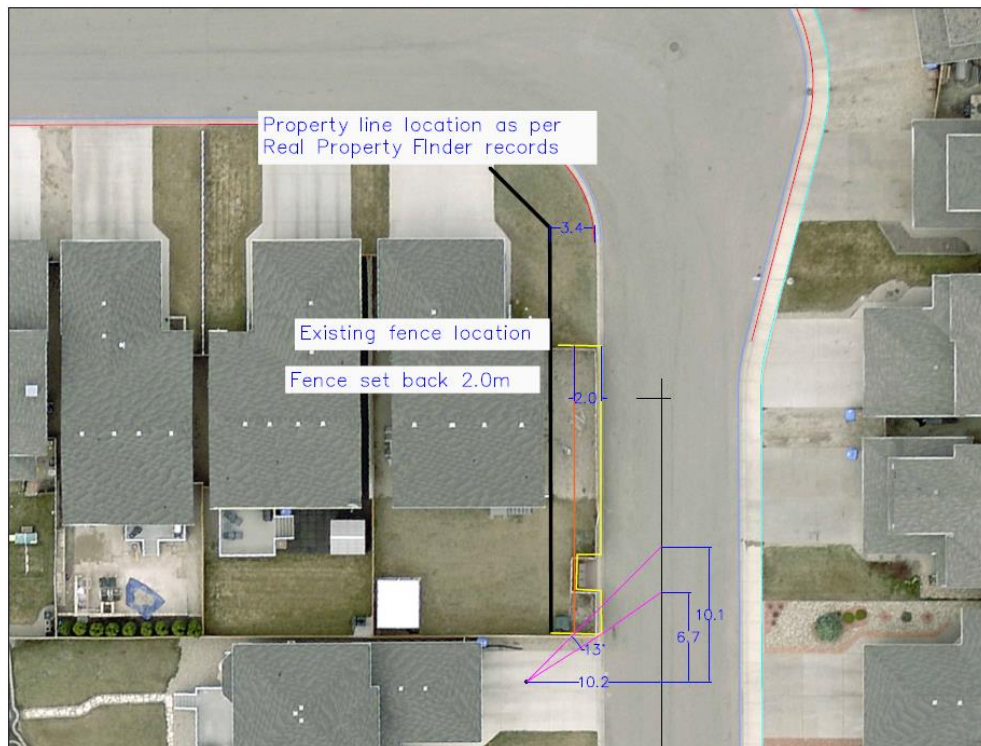 Property line location as per
Real Property FInder records
3.4
Existing fence location
Fence set back 2.0m
2.0
10.1
6.7
13°
10.2